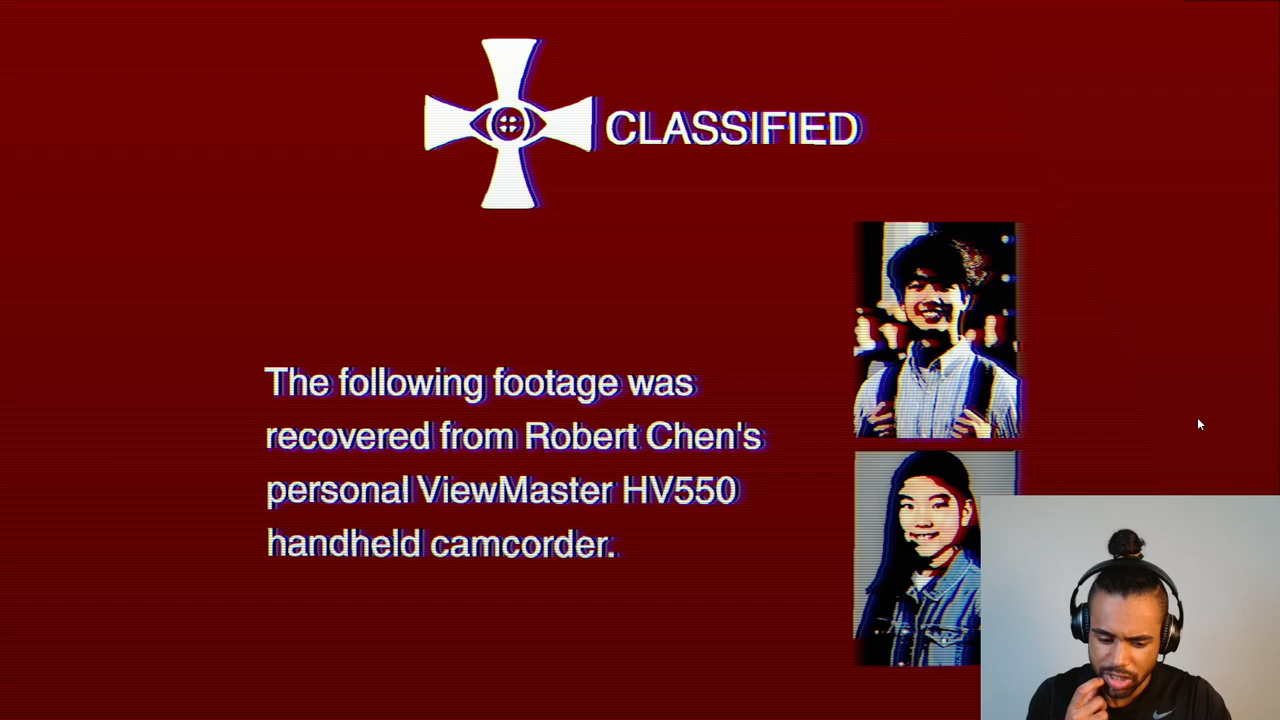 CLASSIFIED
The following footage was
recovered from Robert Chen's
personal ViewMaster HV550
handheld camcorder.